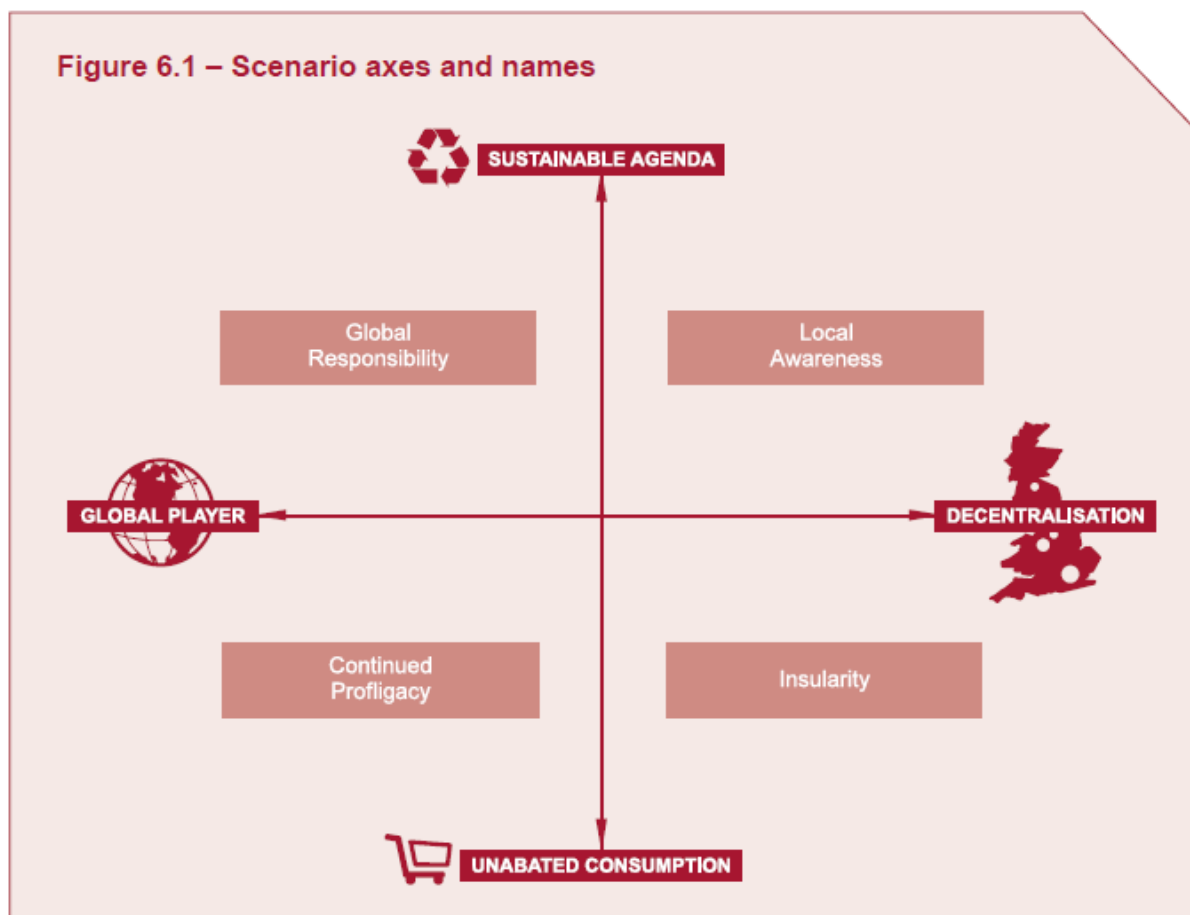 Figure 6.1 – Scenario axes and names
SUSTAINABLE AGENDA
Global
Responsibility
Local
Awareness
GLOBAL PLAYER
DECENTRALISATION
Continued
Profligacy
Insularity
UNABATED CONSUMPTION